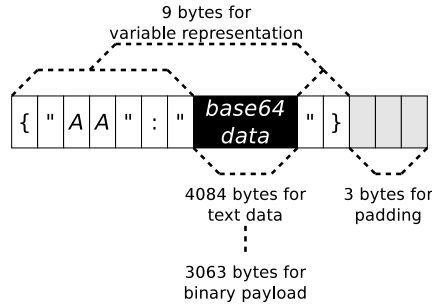 9 bytes for
variable representation
{ " A A " : " base64 data " }
4084 bytes for
text data
3 bytes for
padding
3063 bytes for
binary payload